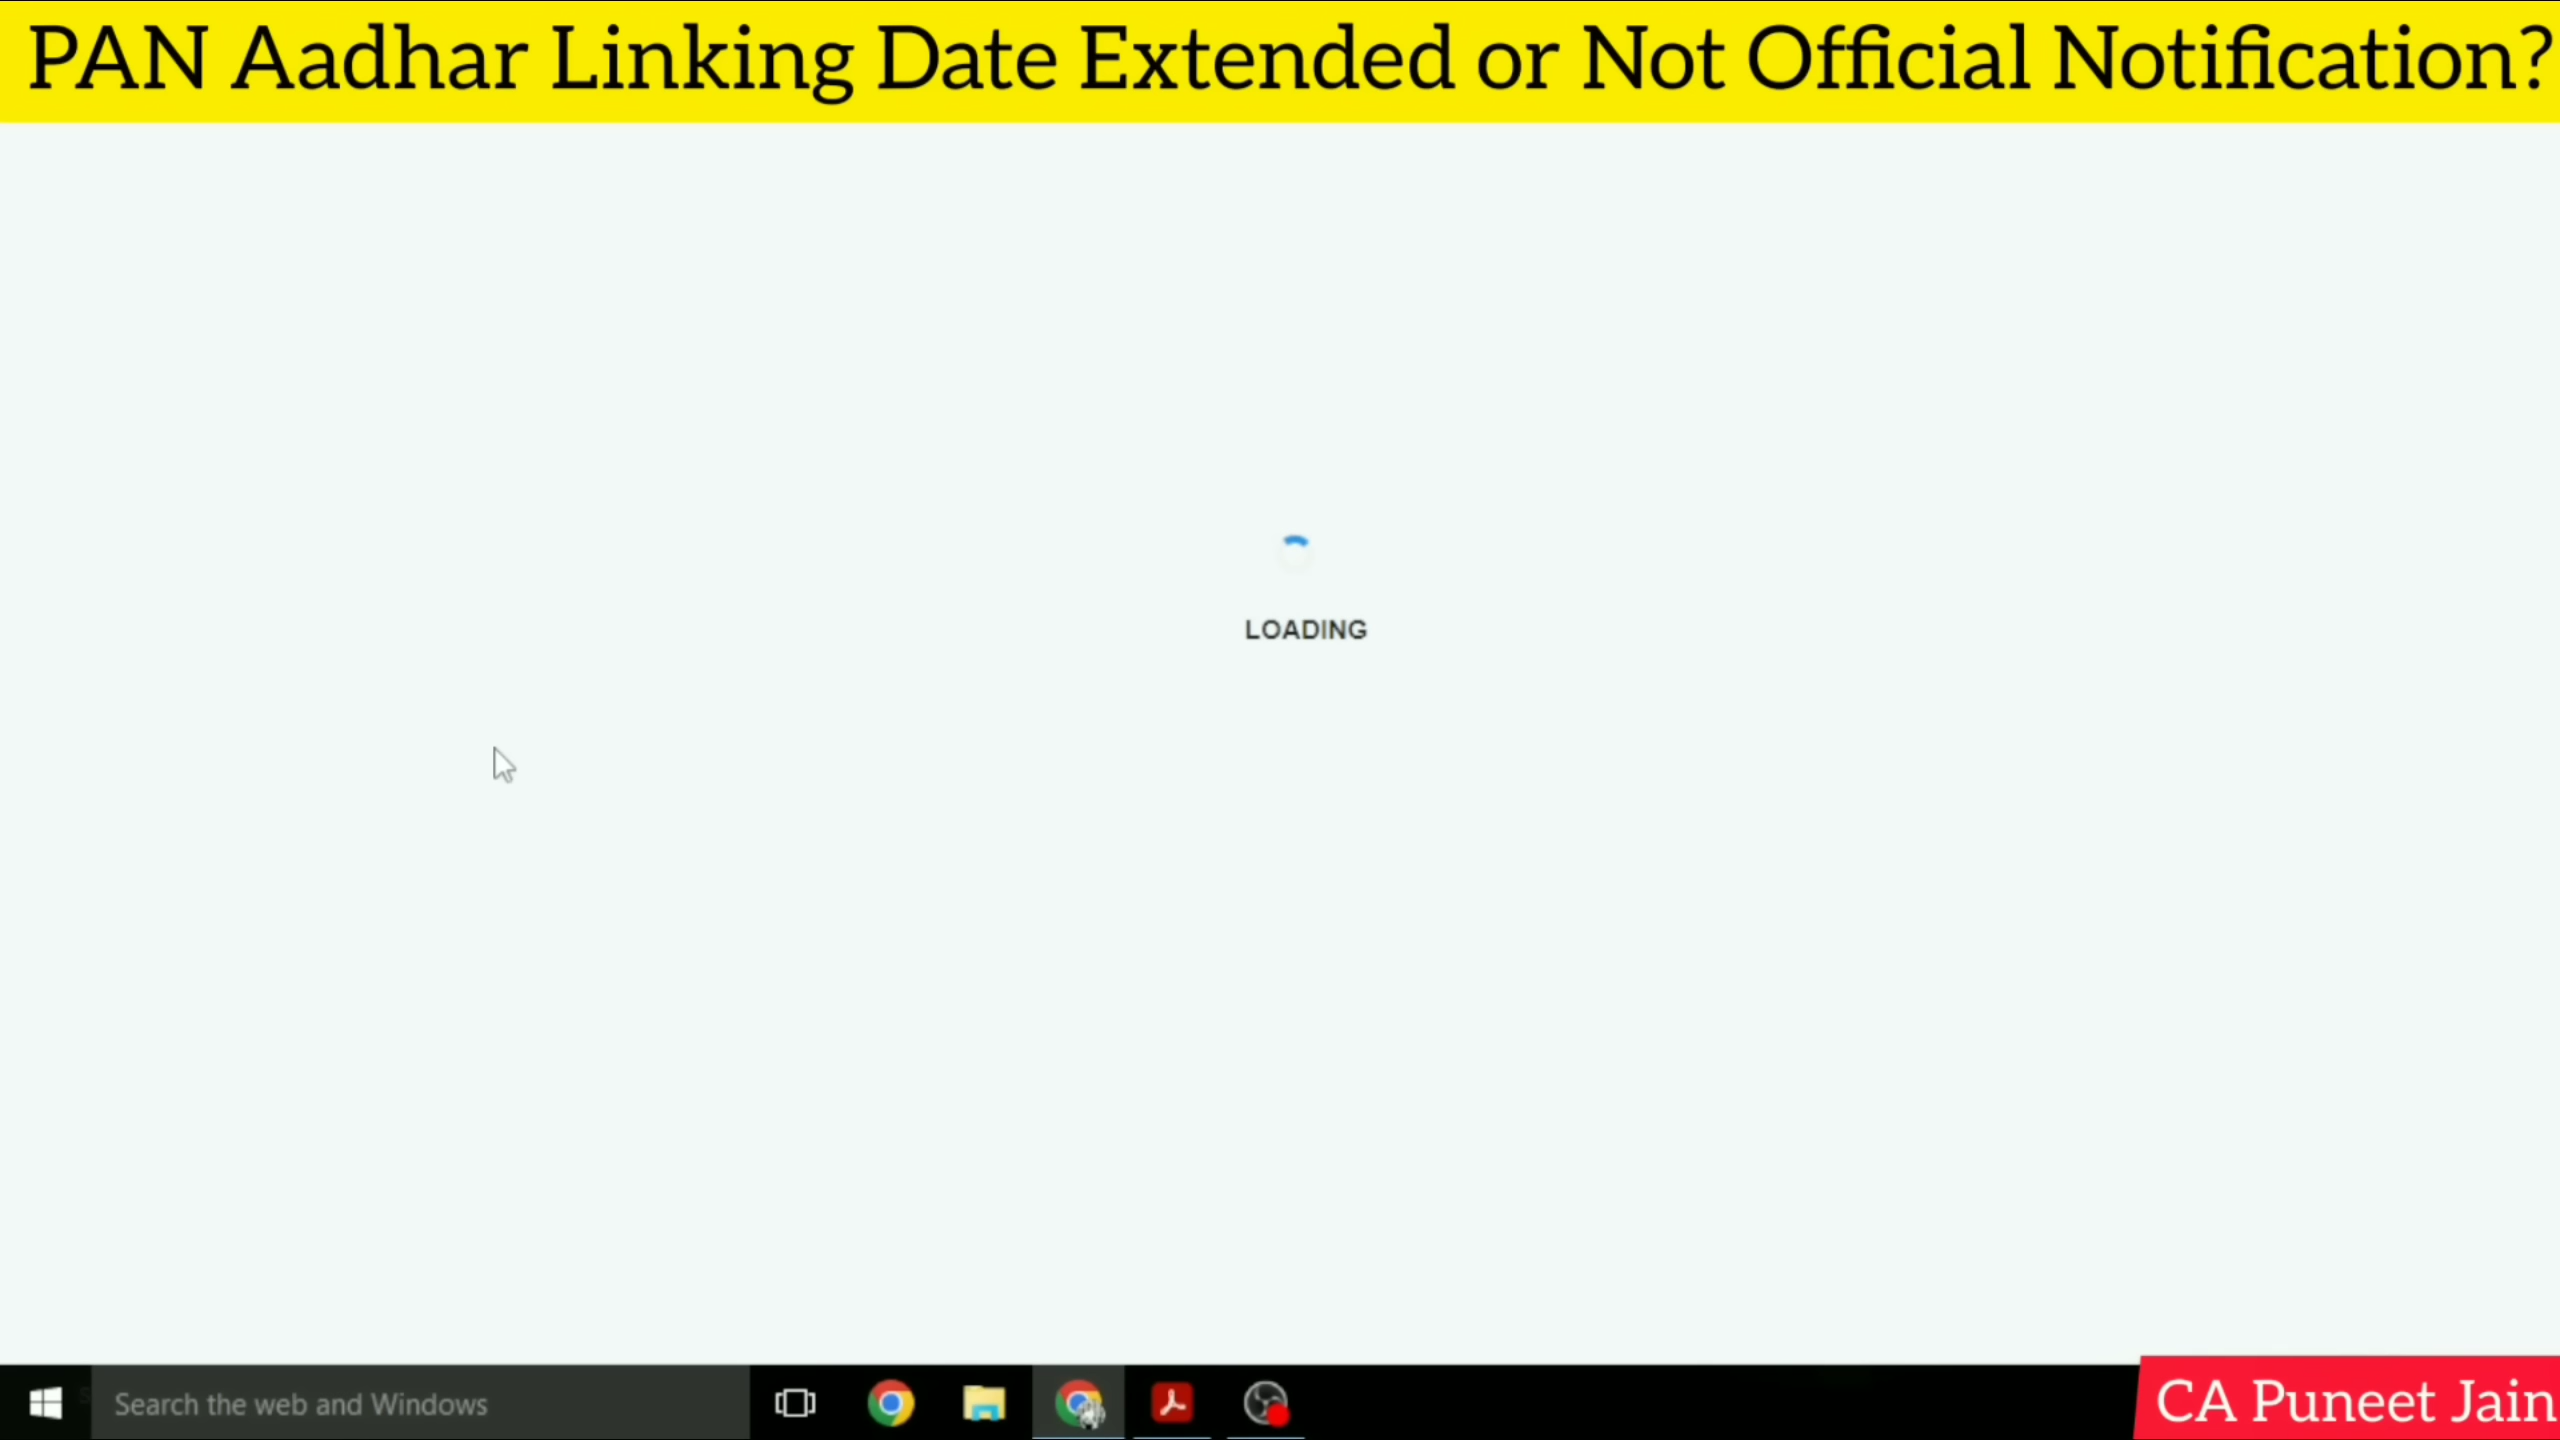 PAN Aadhar Linking Date Extended or Not Official Notification?
LOADING
Search the web and Windows
CA Puneet Jain